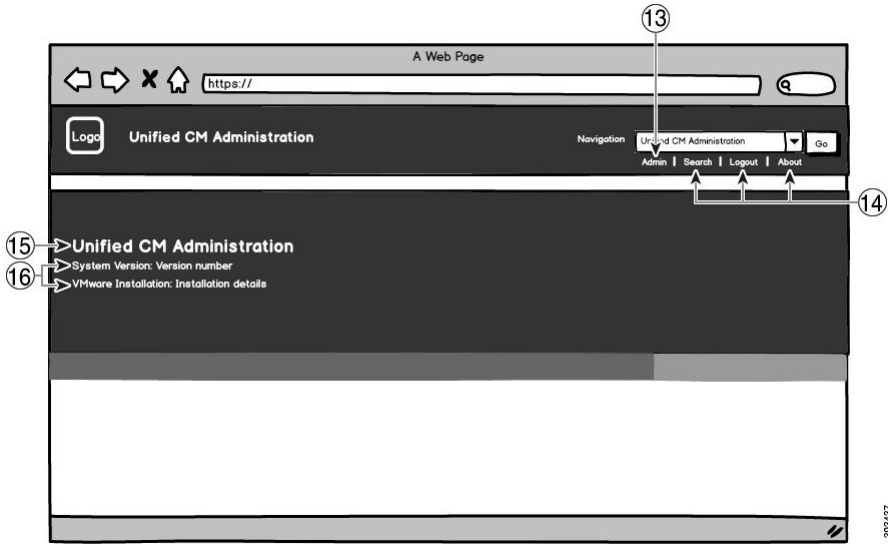 13
A Web Page
https://
Logo
Unified CM Administration
Navigation
Unified CM Administration
Go
Admin | Search | Logout | About
14
15
Unified CM Administration
16
System Version: Version number
VMware Installation: Installation details